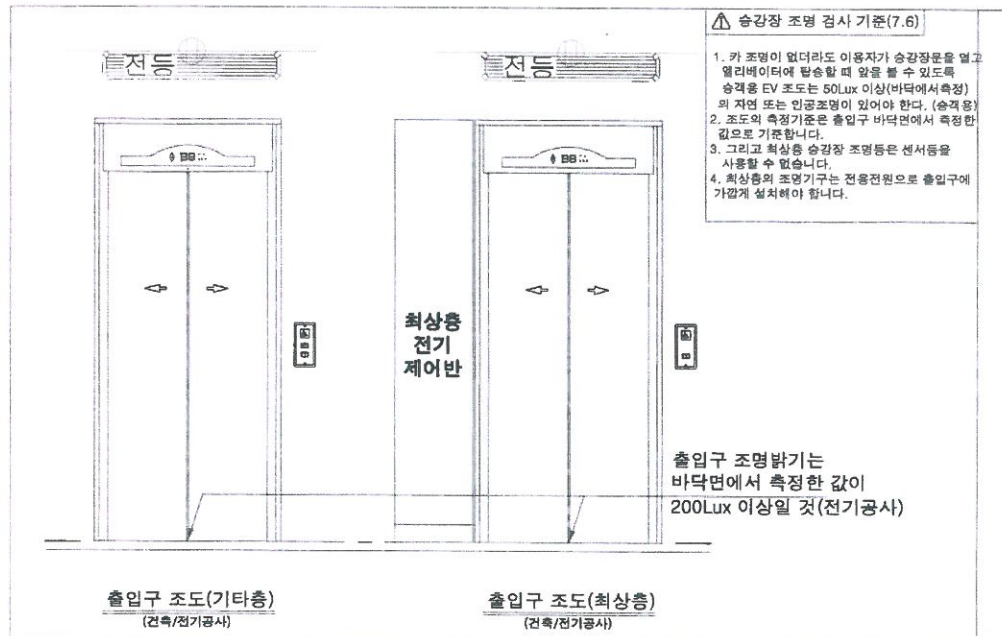 전등
전등
⚠ 승강장 조명 검사 기준(7.6)
1. 카 조명이 없더라도 이용자가 승강장문을 열고
엘리베이터에 탑승할 때 앞을 볼 수 있도록
승객용 EV 조도는 50Lux 이상(바닥에서측정)
의 자연 또는 인공조명이 있어야 한다. (승객용)
2. 조도의 측정기준은 출입구 바닥면에서 측정한
값으로 기준합니다.
3. 그리고 최상층 승강장 조명등은 센서등을
사용할 수 없습니다.
4. 최상층의 조명기구는 전용전원으로 출입구에
가깝게 설치해야 합니다.
최상층
전기
제어반
출입구 조명밝기는
바닥면에서 측정한 값이
200Lux 이상일 것(전기공사)
출입구 조도(기타층)
(건축/전기공사)
출입구 조도(최상층)
(건축/전기공사)